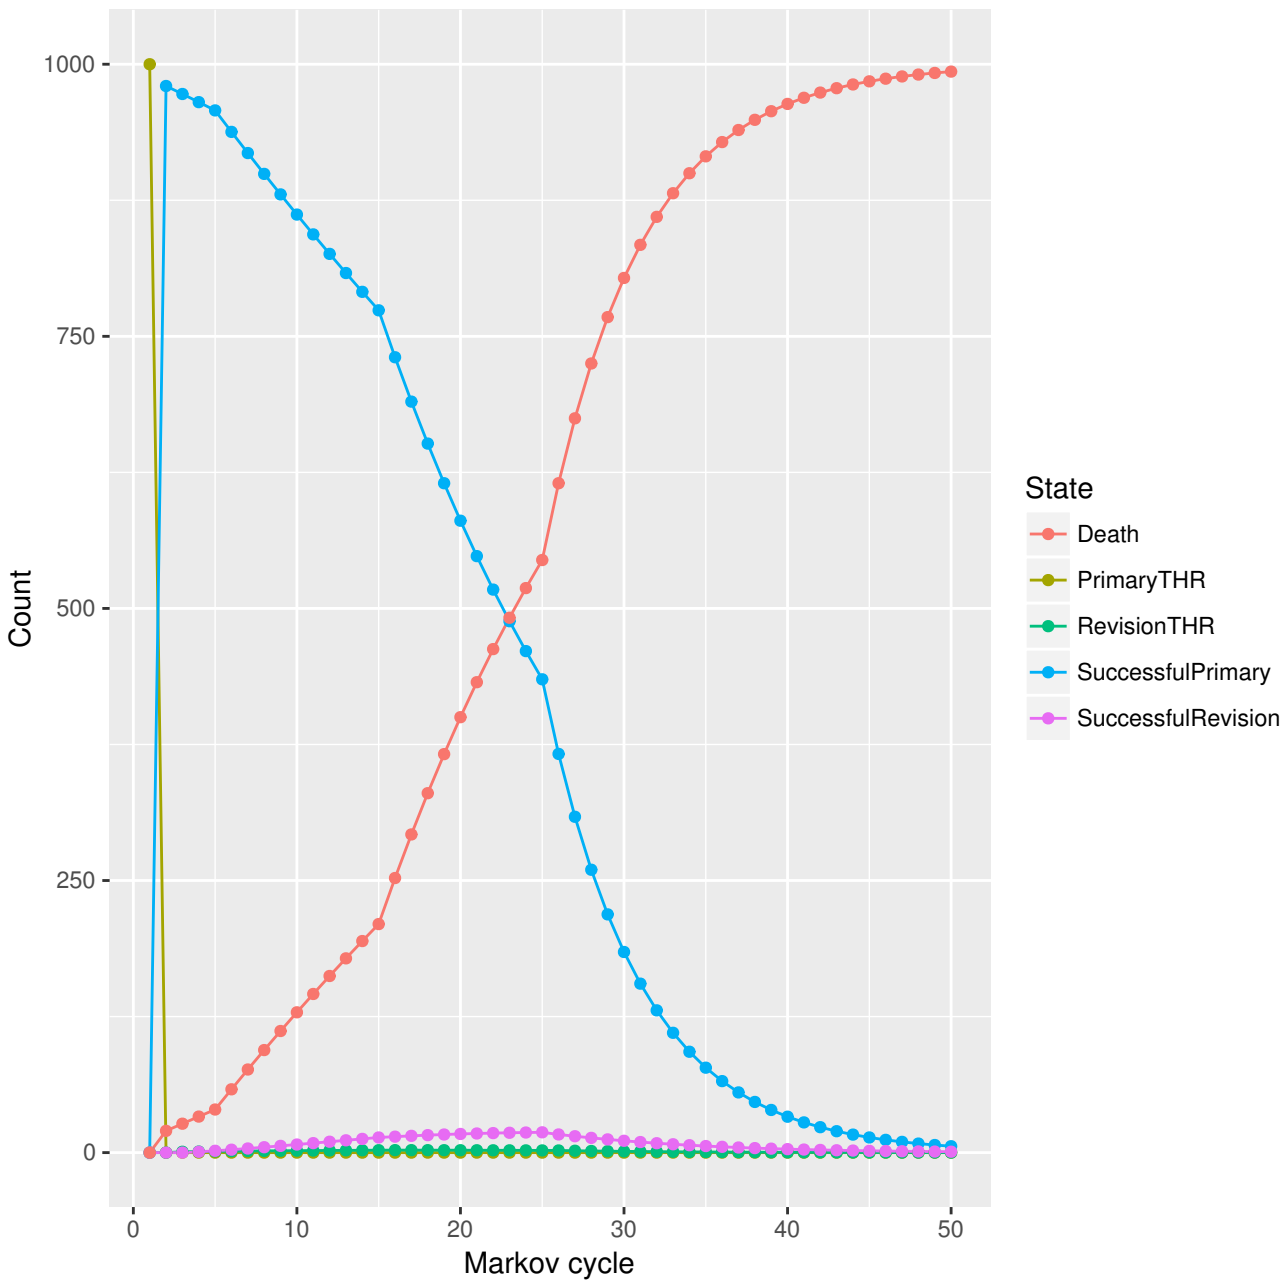 1000
750
500
250
0
0
10
20
30
40
50
Count
Markov cycle
State
Death
PrimaryTHR
RevisionTHR
SuccessfulPrimary
SuccessfulRevision